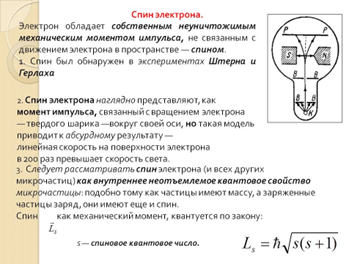 Спин электрона.
Электрон обладает собственным неуничтожимым
механическим моментом импульса, не связанным с
движением электрона в пространстве — спином.
1. Спин был обнаружен в экспериментах Штерна и
Герлаха
P P
S N
B B
K
2. Спин электрона наглядно представляют, как
момент импульса, связанный с вращением электрона
— твердого шарика —вокруг своей оси, но такая модель
приводит к абсурдному результату —
линейная скорость на поверхности электрона
в 200 раз превышает скорость света.
3. Следует рассматривать спин электрона (и всех других
микрочастиц) как внутреннее неотъемлемое квантовое свойство
микрочастицы: подобно тому как частицы имеют массу, а заряженные
частицы заряд, они имеют еще и спин.
Спин как механический момент, квантуется по закону:
L⃗s
Ls = ℏ√s(s+1)
s — спиновое квантовое число.